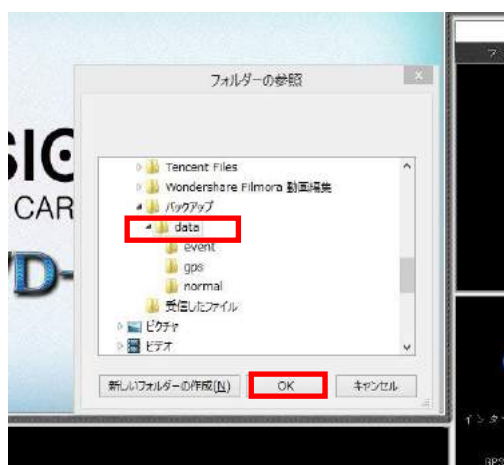 フォルダーの参照
x
Tencent Files
Wondershare Filmora 動画編集
バックアップ
data
event
gps
normal
受信したファイル
ピクチャ
ビデオ
新しいフォルダーの作成(N)
OK
キャンセル
CAR